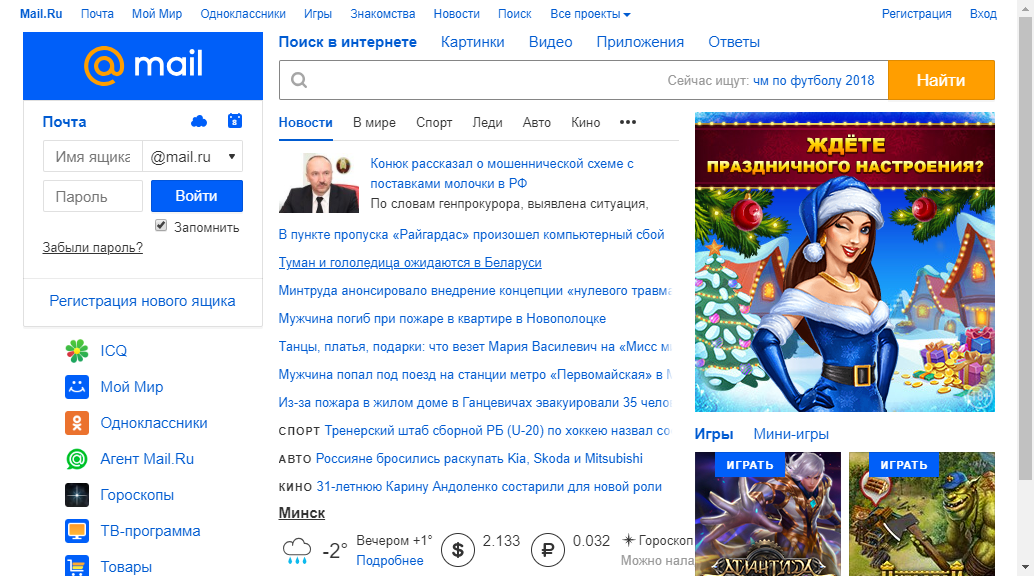 Mail.Ru Почта Мой Мир Одноклассники Игры Знакомства Новости Поиск Все проекты Регистрация Вход
mail
Почта
8
Имя ящика @mail.ru
Пароль Войти
Запомнить
Забыли пароль?
Регистрация нового ящика
ICQ
Мой Мир
Одноклассники
Агент Mail.Ru
Гороскопы
ТВ-программа
Товары
Поиск в интернете Картинки Видео Приложения Ответы
Сейчас ищут: чм по футболу 2018 Найти
Новости В мире Спорт Леди Авто Кино •••
Конюк рассказал о мошеннической схеме с
поставками молочки в РФ
По словам генпрокурора, выявлена ситуация,
В пункте пропуска «Райгардас» произошел компьютерный сбой
Туман и гололедица ожидаются в Беларуси
Минтруда анонсировало внедрение концепции «нулевого травма
Мужчина погиб при пожаре в квартире в Новополоцке
Танцы, платья, подарки: что везет Мария Василевич на «Мисс м
Мужчина попал под поезд на станции метро «Первомайская» в М
Из-за пожара в жилом доме в Ганцевичах эвакуировали 35 чело
СПОРТ Тренерский штаб сборной РБ (U-20) по хоккею назвал со
АВТО Россияне бросились раскупать Kia, Skoda и Mitsubishi
КИНО 31-летнюю Карину Андоленко состарили для новой роли
Минск
-2° Вечером +1° $ 2.133 ₽ 0.032 Гороскоп
Подробнее Можно нала
ЖДЁТЕ
ПРАЗДНИЧНОГО НАСТРОЕНИЯ?
Игры Мини-игры
ИГРАТЬ ИГРАТЬ
АТЛАНТИДА